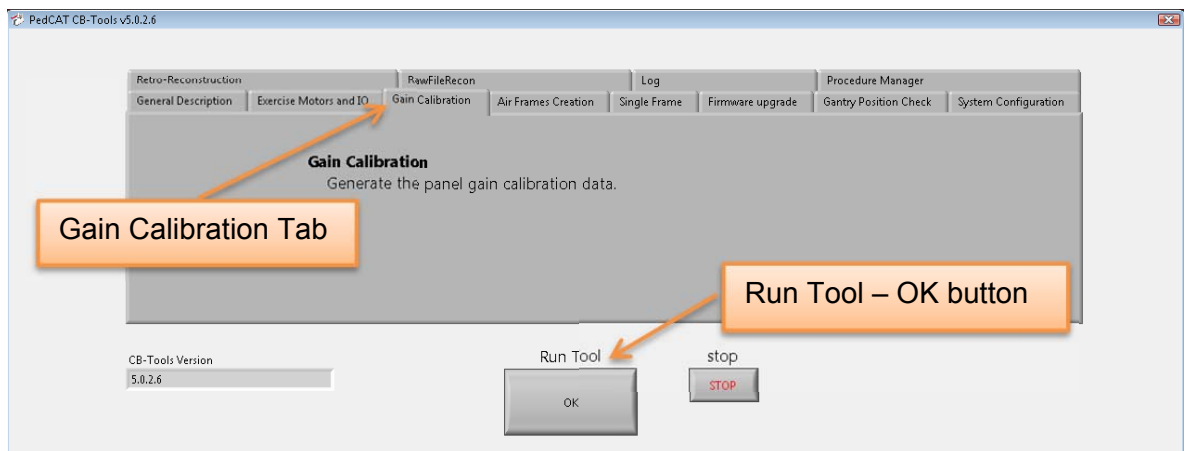 PedCAT CB-Tools v5.0.2.6
Retro-Reconstruction RawFileRecon Log Procedure Manager
General Description Exercise Motors and IO Gain Calibration Air Frames Creation Single Frame Firmware upgrade Gantry Position Check System Configuration
Gain Calibration
Generate the panel gain calibration data.
Gain Calibration Tab
Run Tool – OK button
CB-Tools Version
5.0.2.6
Run Tool
OK
stop
STOP